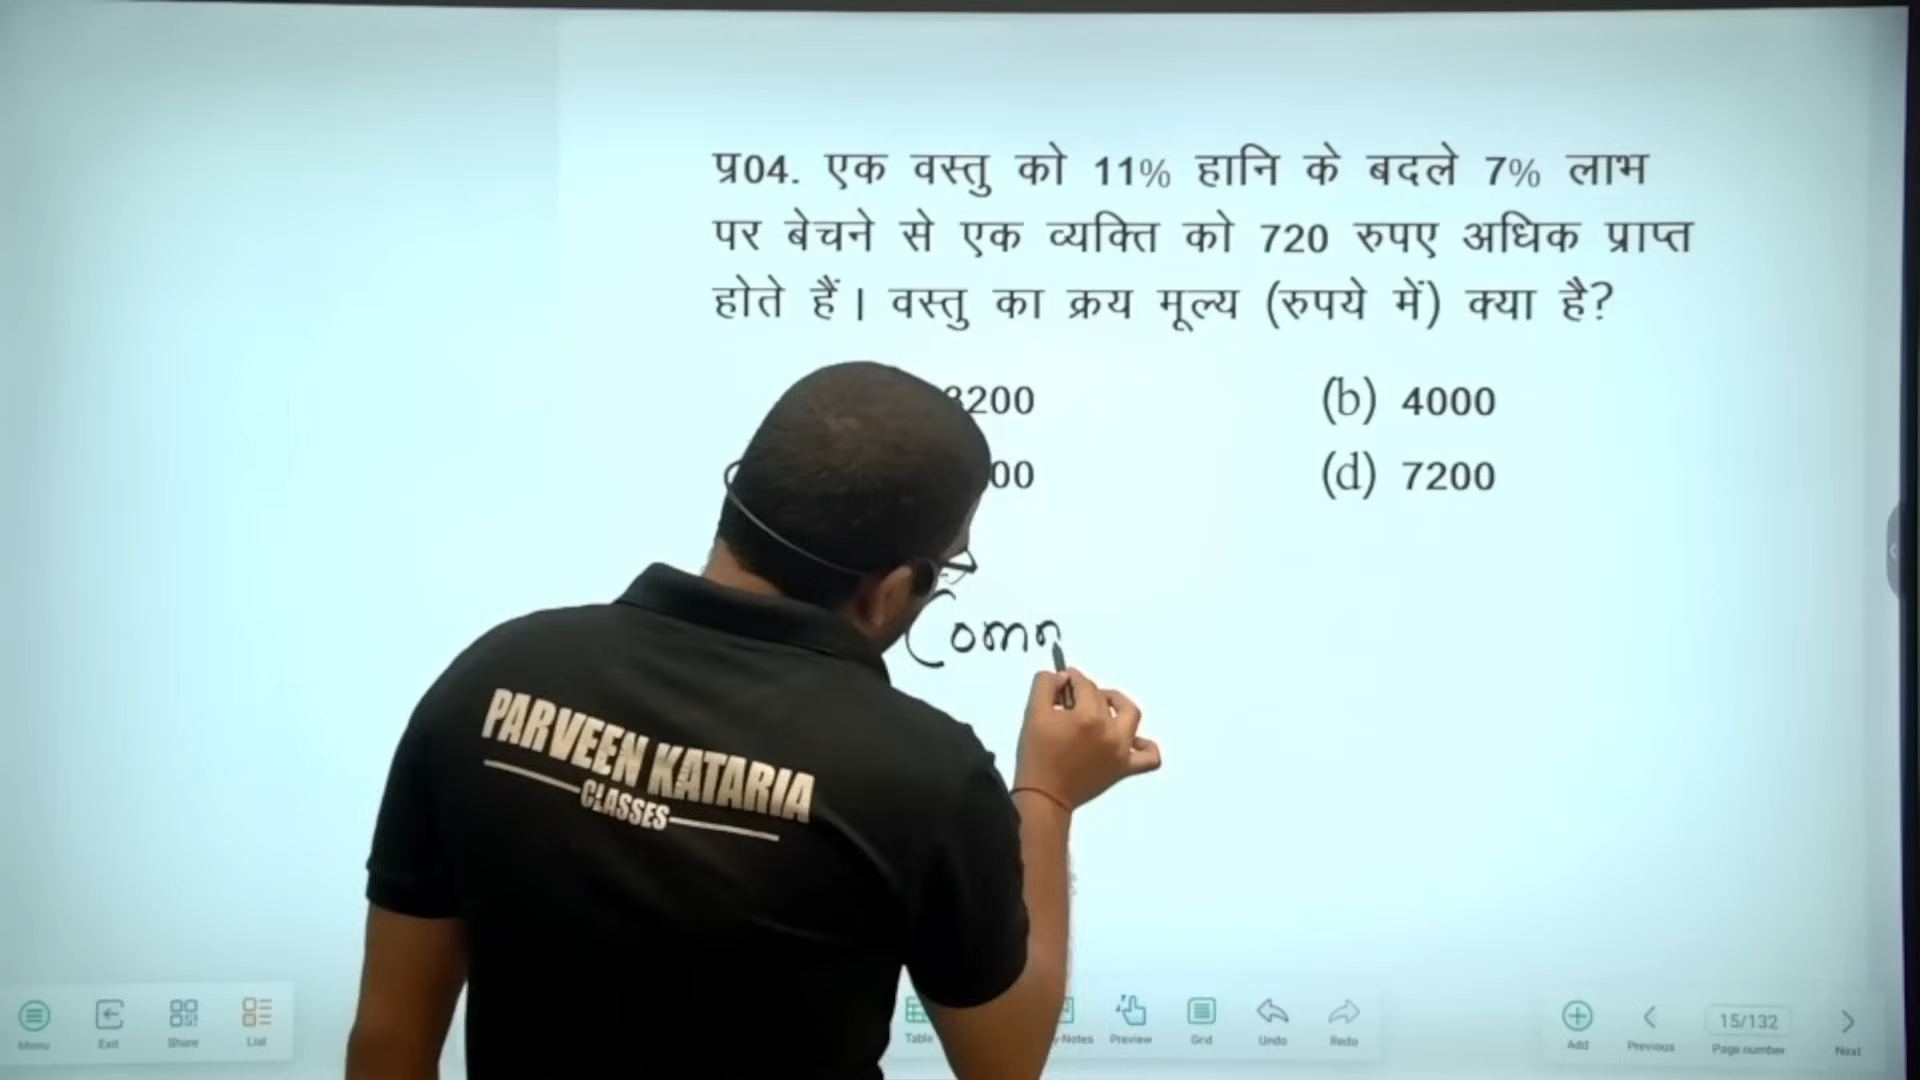 प्र04. एक वस्तु को 11% हानि के बदले 7% लाभ
पर बेचने से एक व्यक्ति को 720 रुपए अधिक प्राप्त
होते हैं। वस्तु का क्रय मूल्य (रुपये में) क्या है?
3200
(b) 4000
00
(d) 7200
Comm
PARVEEN KATARIA
CLASSES
Menu
Exit
Share
List
Table
y-Notes
Preview
Grid
Undo
Redo
Add
Previous
15/132
Page number
Next